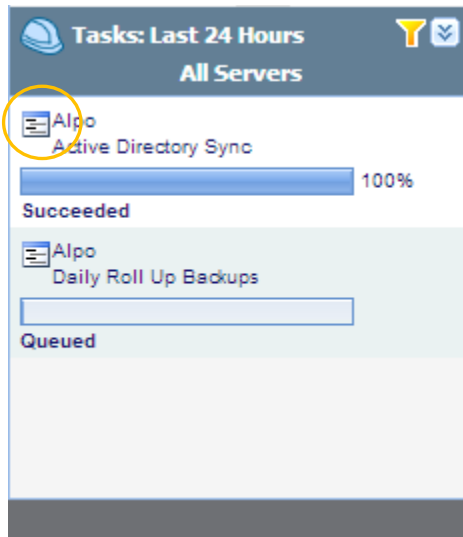 Tasks: Last 24 Hours
All Servers
Alpo
Active Directory Sync
100%
Succeeded
Alpo
Daily Roll Up Backups
Queued